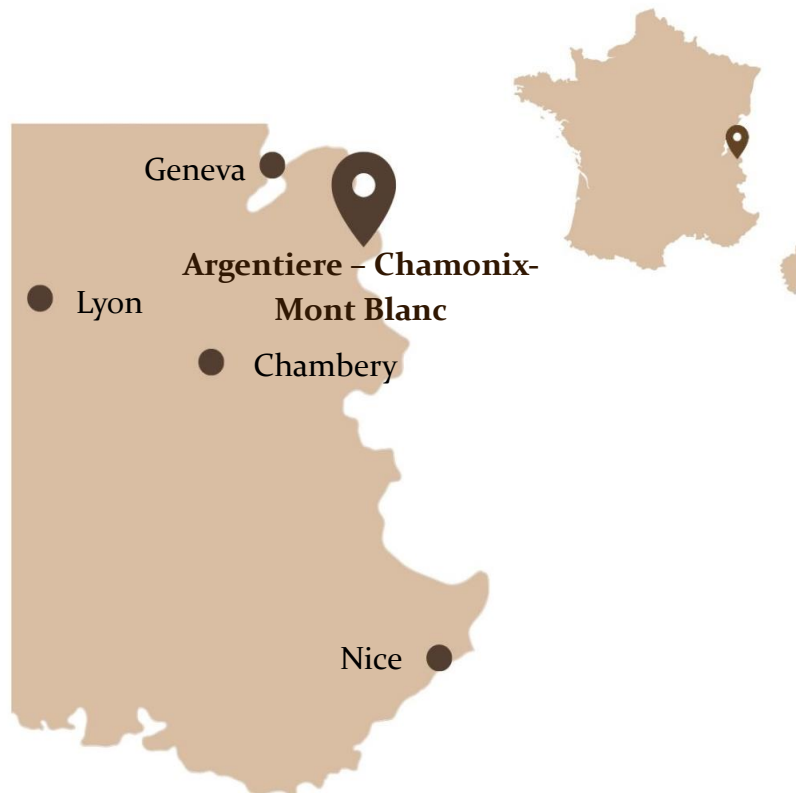 Geneva
Argentiere – Chamonix-
Mont Blanc
Lyon
Chambery
Nice